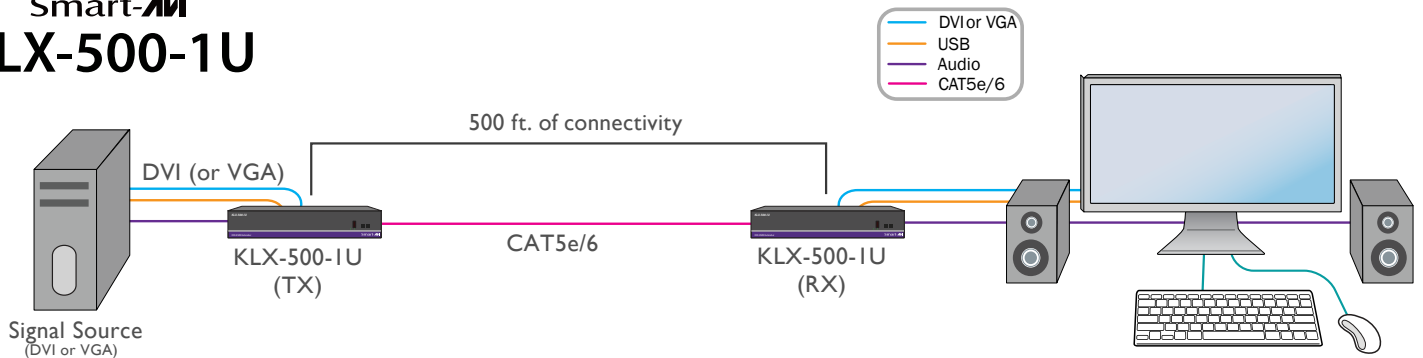 Smart-AVI
LX-500-1U
DVI or VGA
USB
Audio
CAT5e/6
500 ft. of connectivity
DVI (or VGA)
CAT5e/6
KLX-500-1U
(TX)
KLX-500-1U
(RX)
Signal Source
(DVI or VGA)